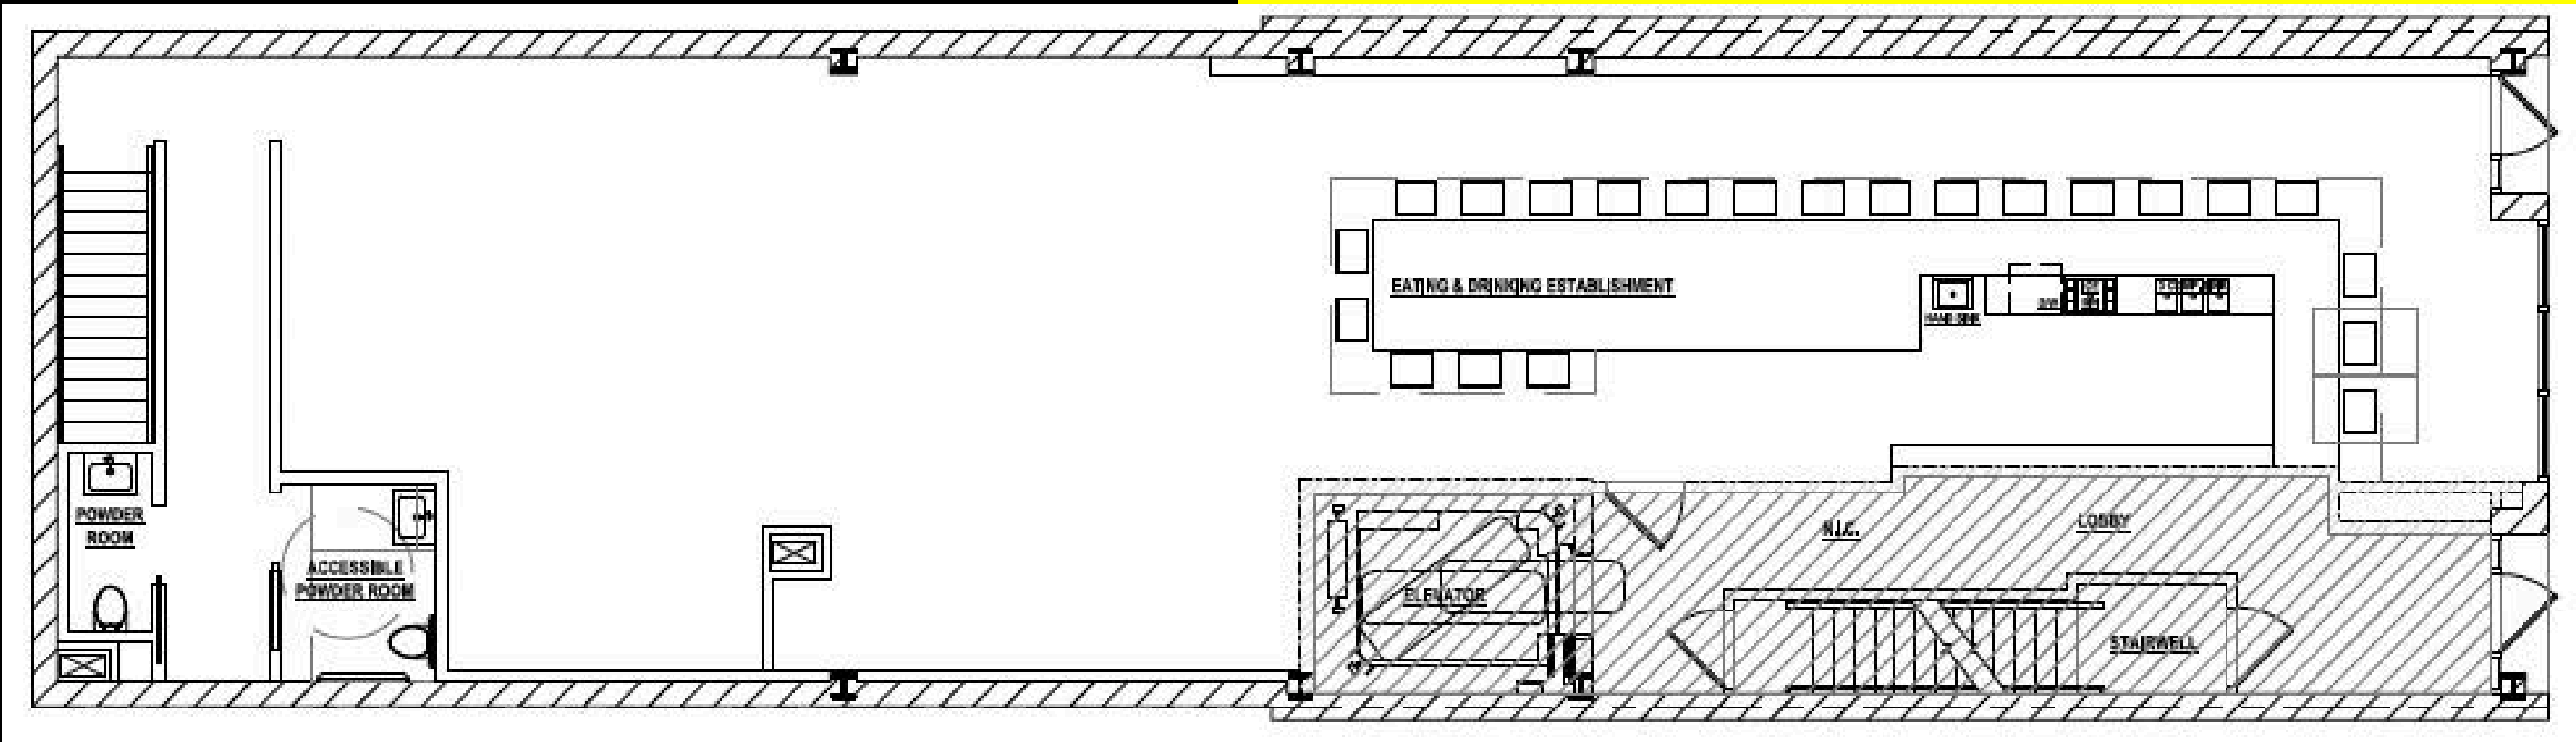 EATING & DRINKING ESTABLISHMENT
HAND SINK
D/W
POWDER
ROOM
ACCESSIBLE
POWDER ROOM
ELEVATOR
N.I.C.
LOBBY
STAIRWELL